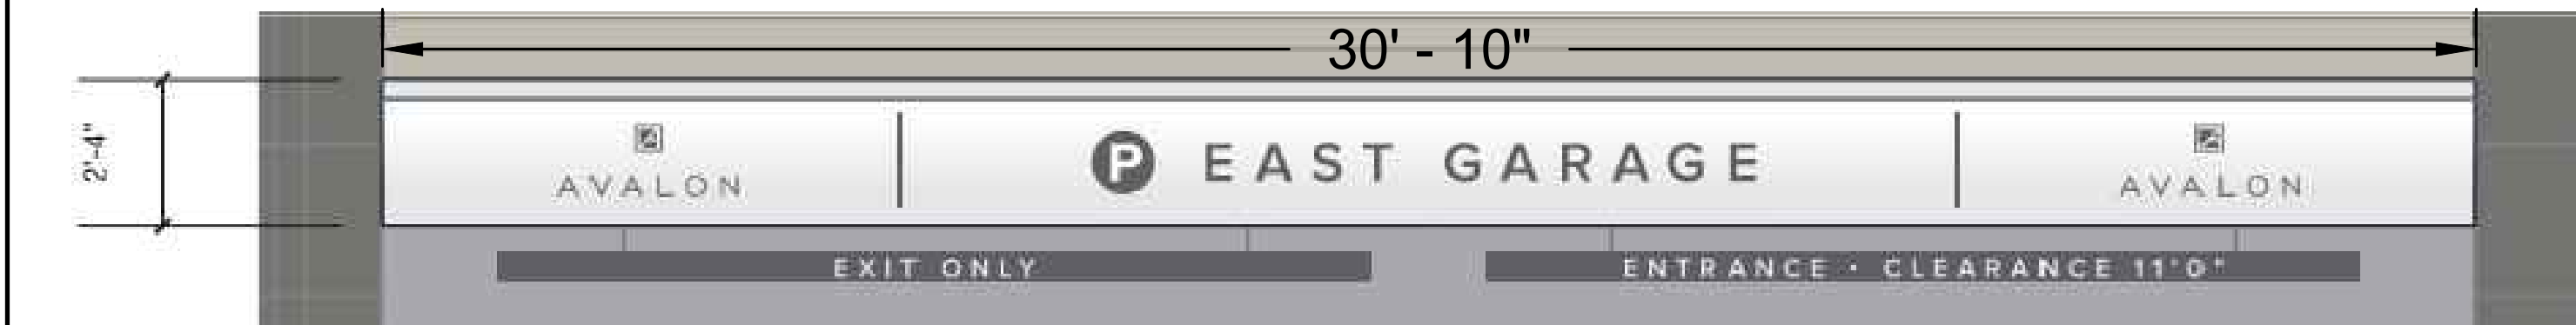 30' - 10"
2'-4"
AVALON
P EAST GARAGE
AVALON
EXIT ONLY
ENTRANCE • CLEARANCE 11'0"